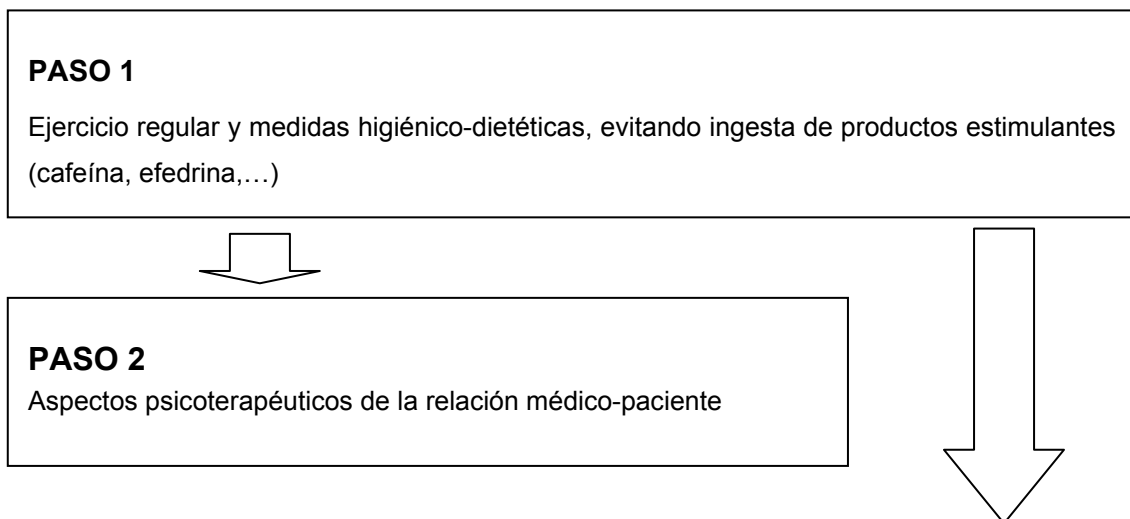 PASO 1
Ejercicio regular y medidas higiénico-dietéticas, evitando ingesta de productos estimulantes
(cafeína, efedrina,…)
PASO 2
Aspectos psicoterapéuticos de la relación médico-paciente